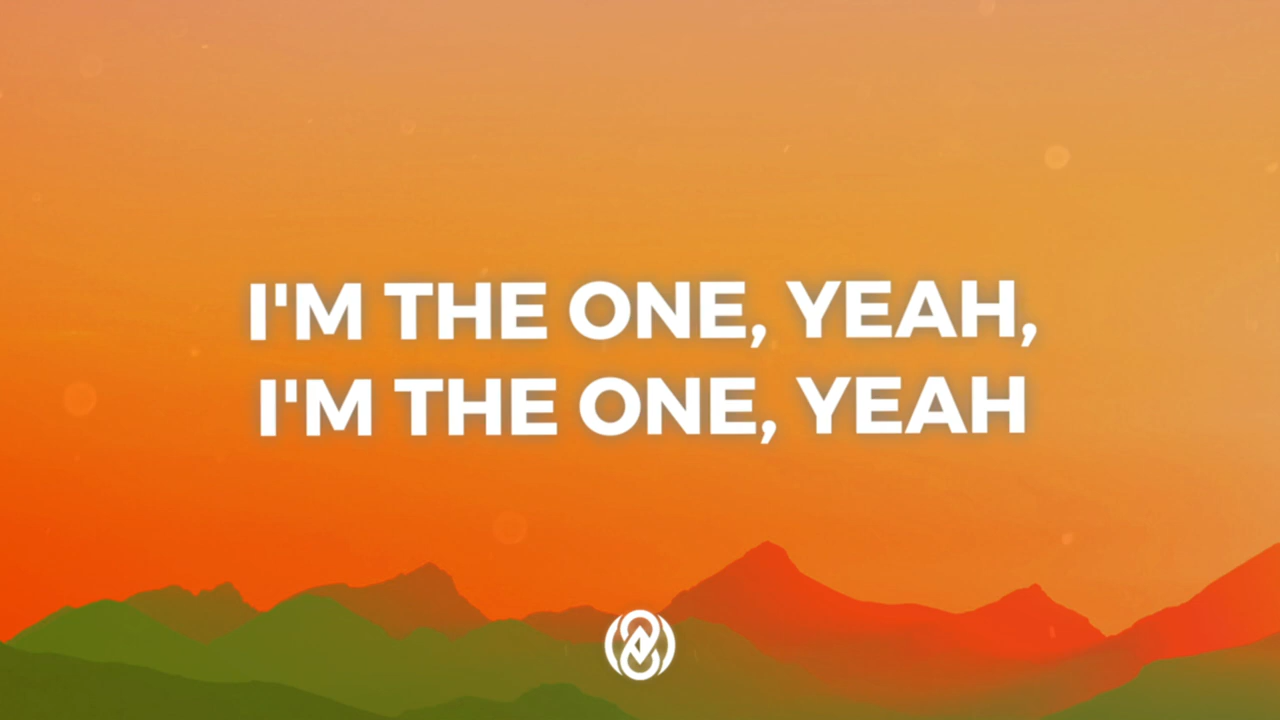 I'M THE ONE, YEAH,
I'M THE ONE, YEAH